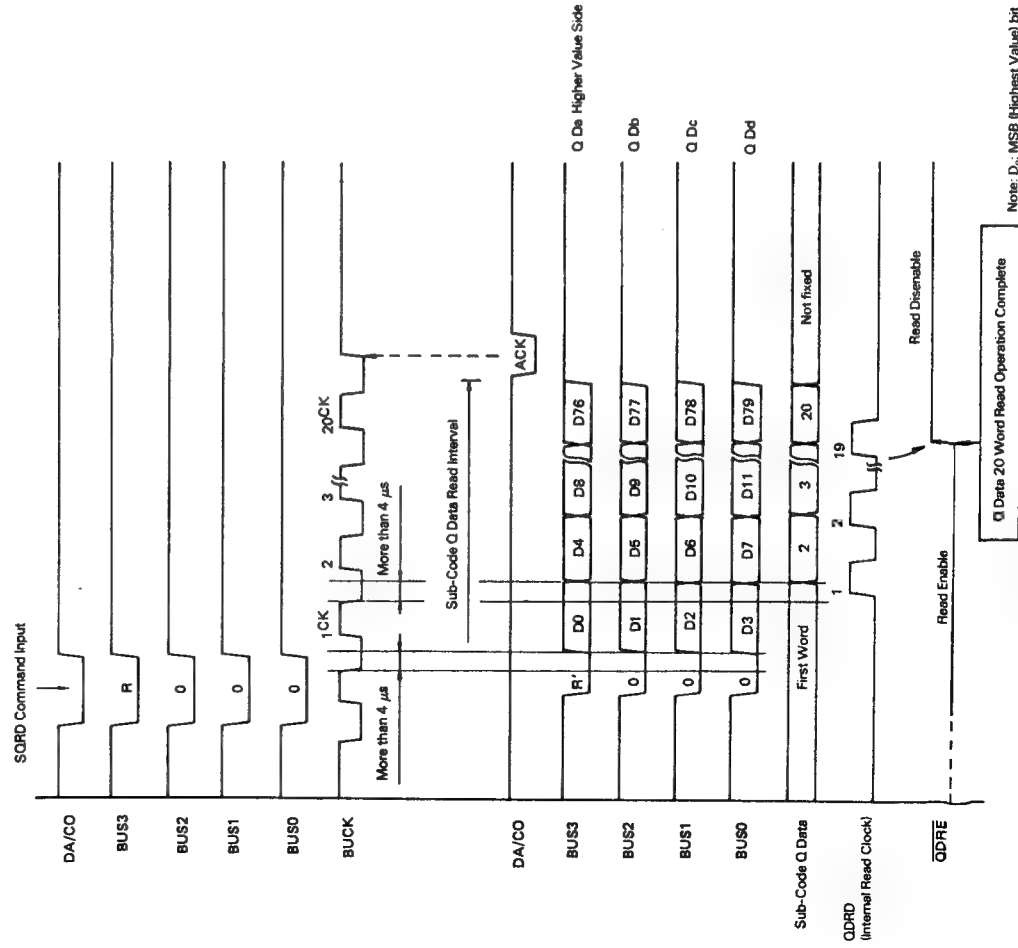 SQRD Command Input
DA/CO
BUS3 R
BUS2 0
BUS1 0
BUS0 0
BUCK 1CK 2 3 20CK
More than 4 μs More than 4 μs
Sub-Code Q Data Read Interval
DA/CO ACK
BUS3 R' D0 D4 D8 D76 Q Da Higher Value Side
BUS2 0 D1 D5 D9 D77 Q Db
BUS1 0 D2 D6 D10 D78 Q Dc
BUS0 0 D3 D7 D11 D79 Q Dd
Sub-Code Q Data First Word 2 3 20 Not fixed
QDRD
(Internal Read Clock)
1 2 19
Read Enable Read Disenable
QDRE
Q Data 20 Word Read Operation Complete
Note: D0: MSB (Highest Value) bit